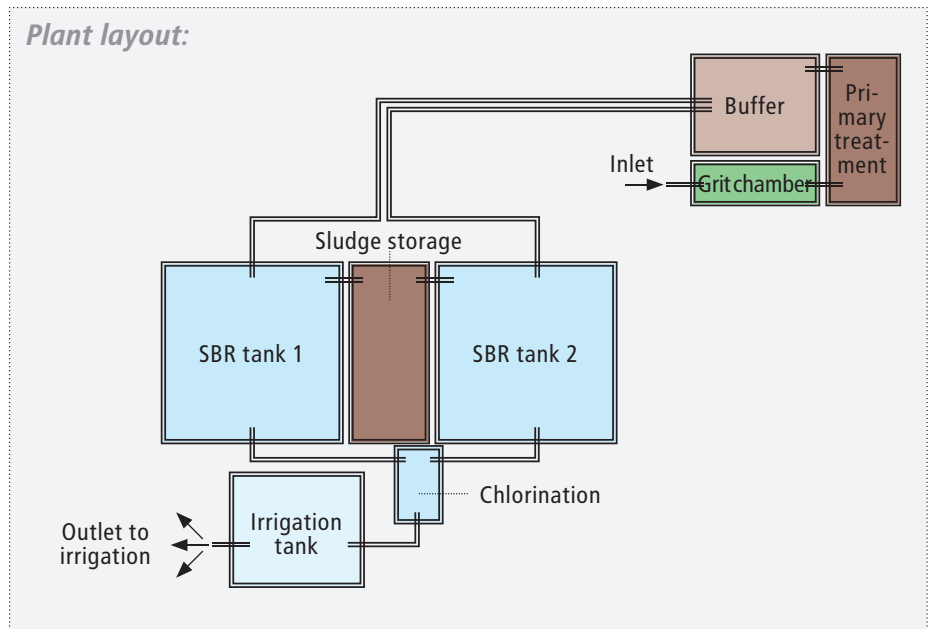 Plant layout:
Buffer
Pri-
mary
treat-
ment
Inlet
Grit chamber
Sludge storage
SBR tank 1
SBR tank 2
Chlorination
Irrigation
tank
Outlet to
irrigation